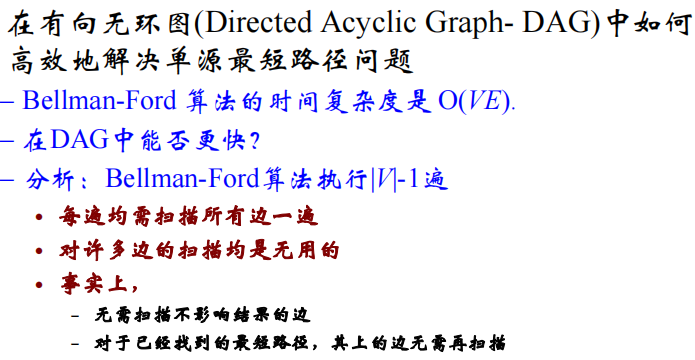 在有向无环图(Directed Acyclic Graph- DAG)中如何
高效地解决单源最短路径问题
– Bellman-Ford 算法的时间复杂度是 O(VE).
– 在DAG中能否更快?
– 分析：Bellman-Ford算法执行|V|-1遍
• 每遍均需扫描所有边一遍
• 对许多边的扫描均是无用的
• 事实上，
– 无需扫描不影响结果的边
– 对于已经找到的最短路径，其上的边无需再扫描